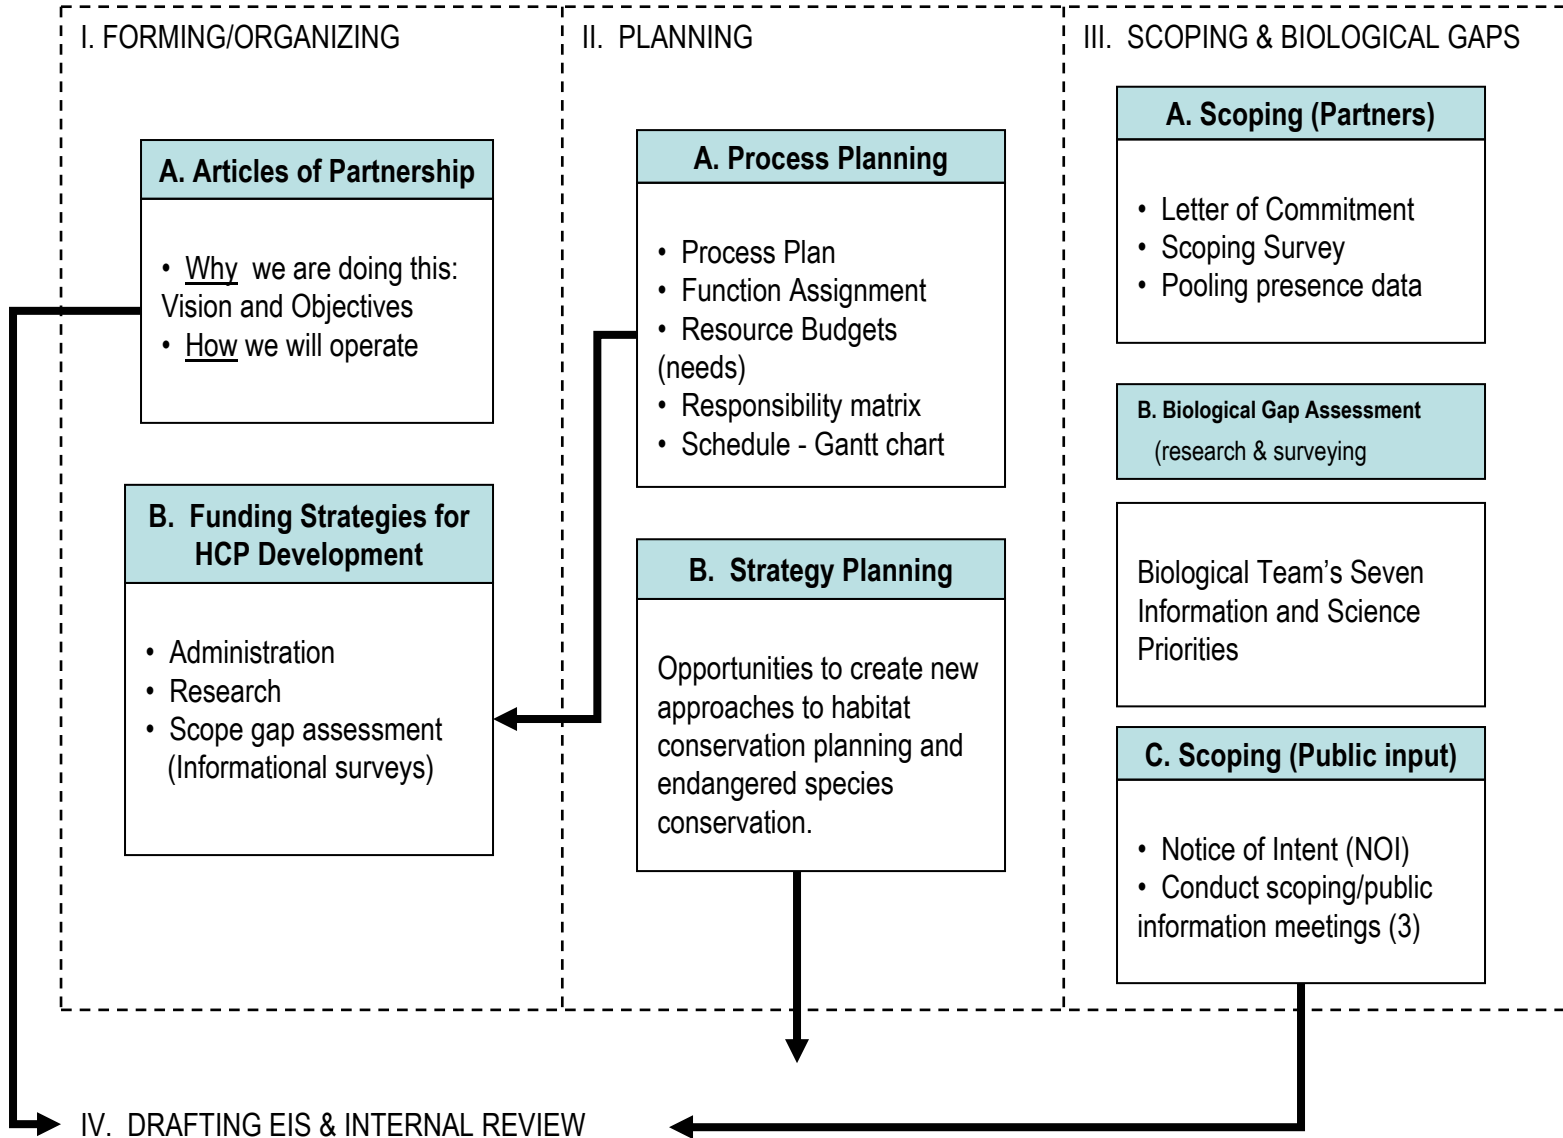 I. FORMING/ORGANIZING
A. Articles of Partnership
• Why we are doing this:
Vision and Objectives
• How we will operate
B. Funding Strategies for
HCP Development
• Administration
• Research
• Scope gap assessment
(Informational surveys)
II. PLANNING
A. Process Planning
• Process Plan
• Function Assignment
• Resource Budgets
(needs)
• Responsibility matrix
• Schedule - Gantt chart
B. Strategy Planning
Opportunities to create new
approaches to habitat
conservation planning and
endangered species
conservation.
III. SCOPING & BIOLOGICAL GAPS
A. Scoping (Partners)
• Letter of Commitment
• Scoping Survey
• Pooling presence data
B. Biological Gap Assessment
(research & surveying
Biological Team's Seven
Information and Science
Priorities
C. Scoping (Public input)
• Notice of Intent (NOI)
• Conduct scoping/public
information meetings (3)
IV. DRAFTING EIS & INTERNAL REVIEW